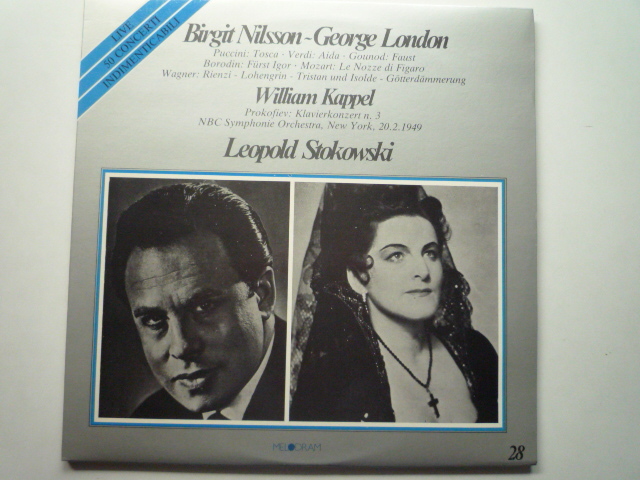 LIVE
50 CONCERTI
INDIMENTICABILI
Birgit Nilsson ~ George London
Puccini: Tosca · Verdi: Aida · Gounod: Faust
Borodin: Fürst Igor · Mozart: Le Nozze di Figaro
Wagner: Rienzi · Lohengrin · Tristan und Isolde · Götterdämmerung
William Kappel
Prokofiev: Klavierkonzert n. 3
NBC Symphonie Orchestra, New York, 20.2.1949
Leopold Stokowski
MELODRAM
28